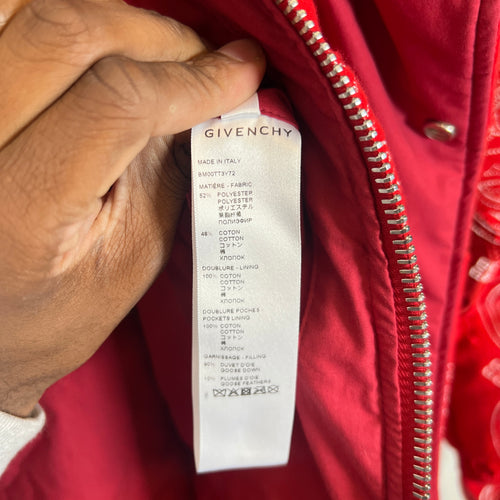 GIVENCHY
MADE IN ITALY
BM00TT3Y72
MATIÈRE - FABRIC
52% POLYESTER
POLYESTER
ポリエステル
聚酯纤维
ПОЛИЭФИР
48% COTON
COTTON
コットン
棉
ХЛОПОК
DOUBLURE - LINING
100% COTON
COTTON
コットン
棉
ХЛОПОК
DOUBLURE POCHES
POCKETS LINING
100% COTON
COTTON
コットン
棉
ХЛОПОК
GARNISSAGE - FILLING
90% DUVET D'OIE
GOOSE DOWN
10% PLUMES D'OIE
GOOSE FEATHERS